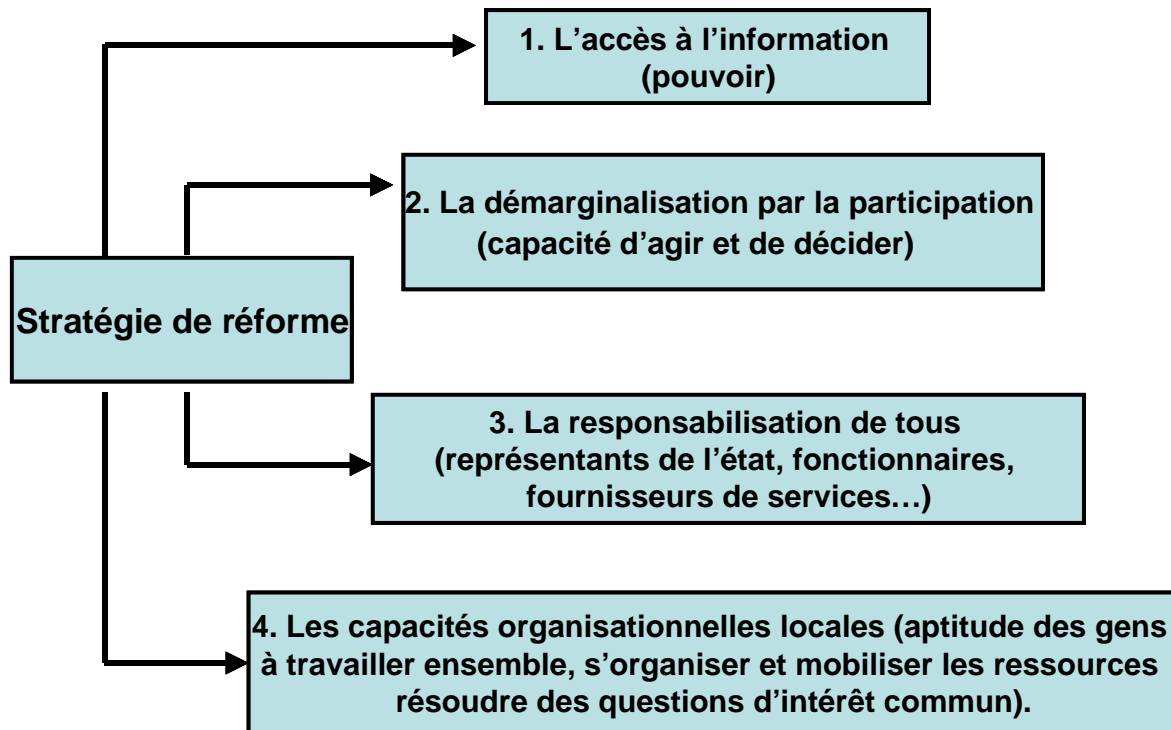 1. L’accès à l’information
(pouvoir)
2. La démarginalisation par la participation
(capacité d’agir et de décider)
Stratégie de réforme
3. La responsabilisation de tous
(représentants de l’état, fonctionnaires,
fournisseurs de services…)
4. Les capacités organisationnelles locales (aptitude des gens
à travailler ensemble, s’organiser et mobiliser les ressources
résoudre des questions d’intérêt commun).